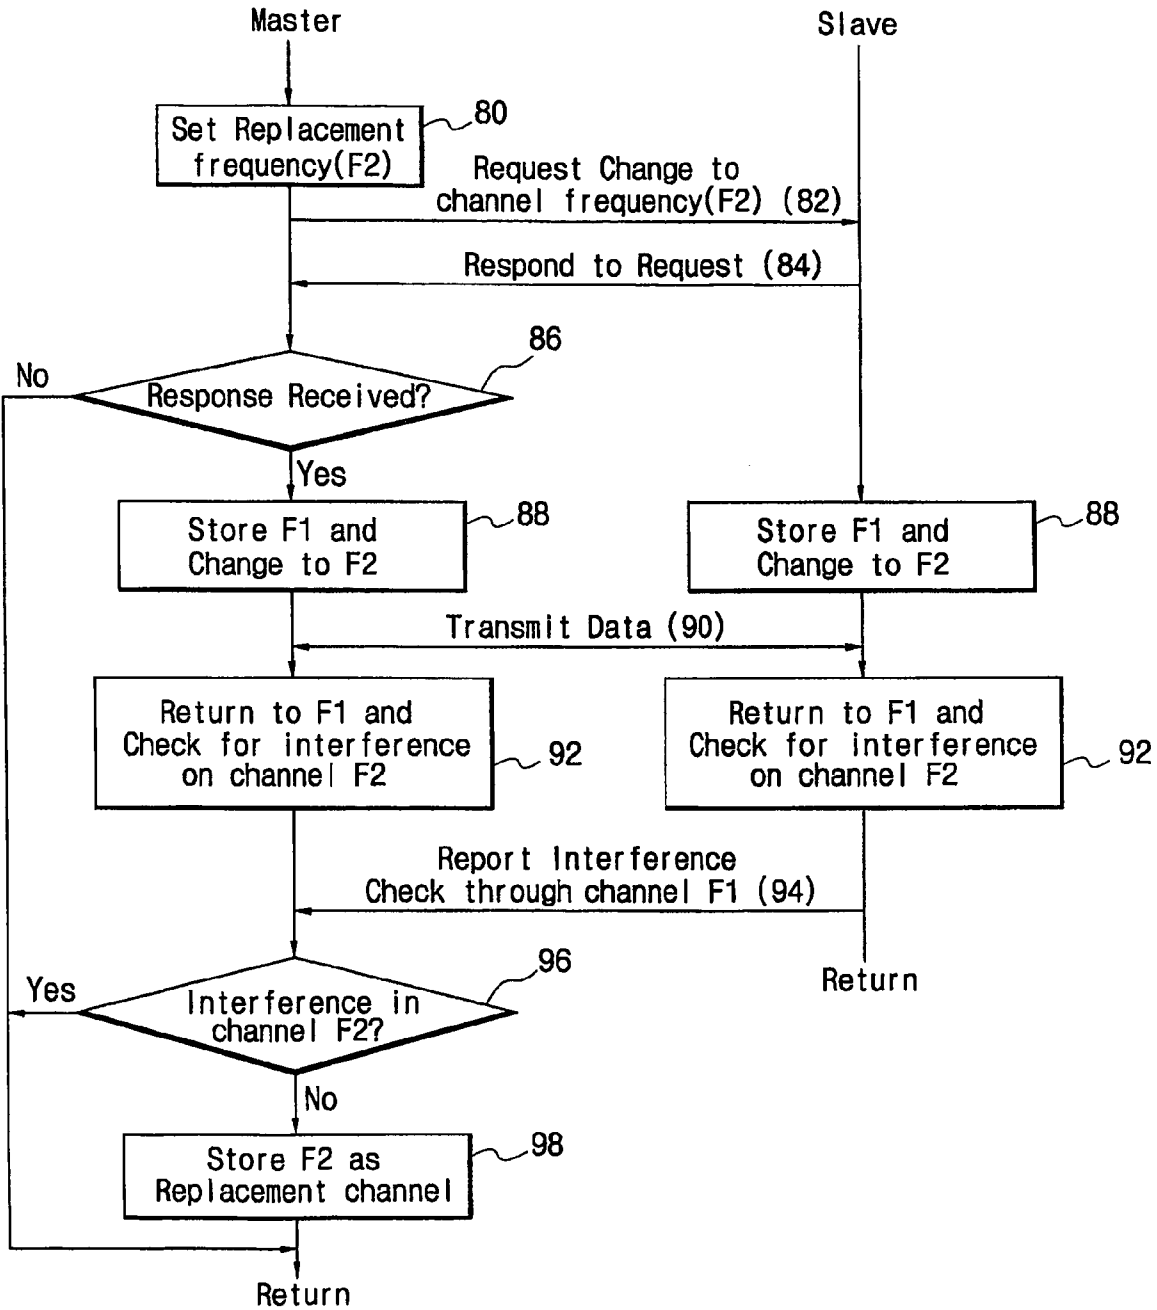 Master
Slave
Set Replacement
frequency(F2)
80
Request Change to
channel frequency(F2) (82)
Respond to Request (84)
86
No
Response Received?
Yes
Store F1 and
Change to F2
88
Store F1 and
Change to F2
88
Transmit Data (90)
Return to F1 and
Check for interference
on channel F2
92
Return to F1 and
Check for interference
on channel F2
92
Report Interference
Check through channel F1 (94)
96
Return
Yes
Interference in
channel F2?
No
Store F2 as
Replacement channel
98
Return